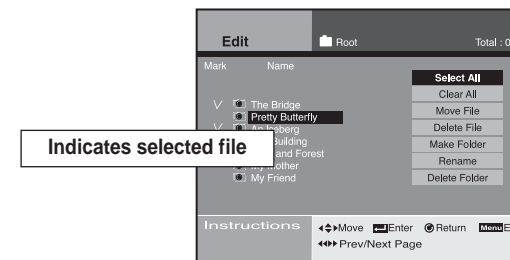 Edit
Root
Total : 0
Mark Name
Select All
Clear All
Move File
Delete File
Make Folder
Rename
Delete Folder
The Bridge
Pretty Butterfly
An Iceberg
Building
and Forest
My Mother
My Friend
Indicates selected file
Instructions
Move Enter Return Menu E
Prev/Next Page